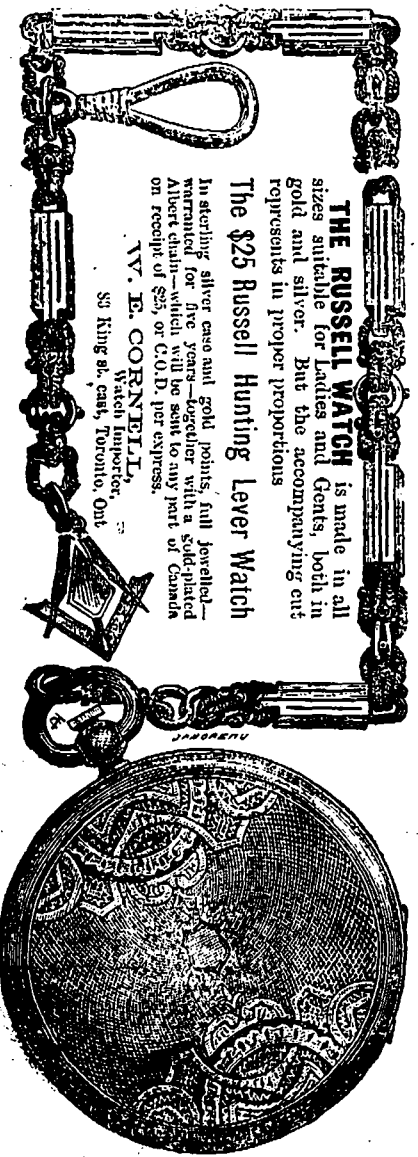 THE RUSSELL WATCH is made in all
sizes suitable for Ladies and Gents, both in
gold and silver. But the accompanying cut
represents in proper proportions
The $25 Russell Hunting Lever Watch
In sterling silver case and gold points, full jewelled—
warranted for five years—together with a gold-plated
Albert chain—which will be sent to any part of Canada
on receipt of $25, or C.O.D. per express.
W. E. CORNELL,
Watch Importer,
83 King st. east, Toronto, Ont
J.P.MOREAU